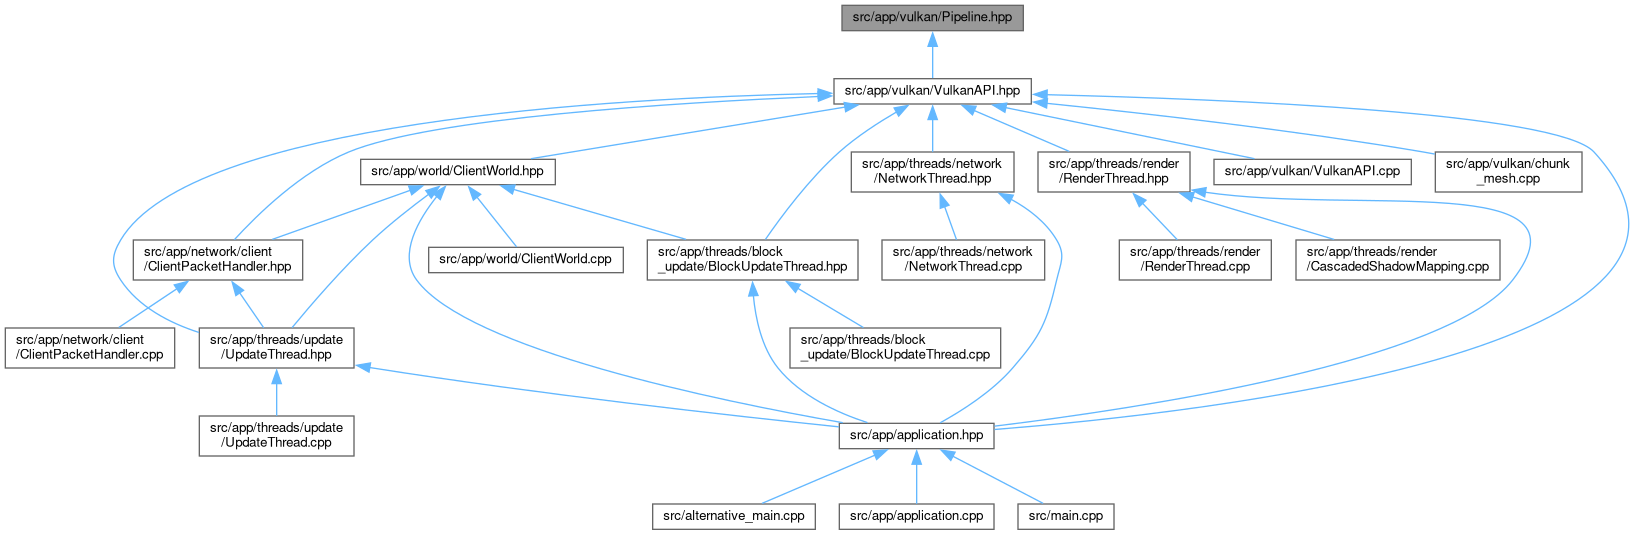 src/app/vulkan/Pipeline.hpp
src/app/vulkan/VulkanAPI.hpp
src/app/world/ClientWorld.hpp
src/app/threads/network
/NetworkThread.hpp
src/app/threads/render
/RenderThread.hpp
src/app/vulkan/VulkanAPI.cpp
src/app/vulkan/chunk
_mesh.cpp
src/app/network/client
/ClientPacketHandler.hpp
src/app/world/ClientWorld.cpp
src/app/threads/block
_update/BlockUpdateThread.hpp
src/app/threads/network
/NetworkThread.cpp
src/app/threads/render
/RenderThread.cpp
src/app/threads/render
/CascadedShadowMapping.cpp
src/app/network/client
/ClientPacketHandler.cpp
src/app/threads/update
/UpdateThread.hpp
src/app/threads/block
_update/BlockUpdateThread.cpp
src/app/threads/update
/UpdateThread.cpp
src/app/application.hpp
src/alternative_main.cpp
src/app/application.cpp
src/main.cpp